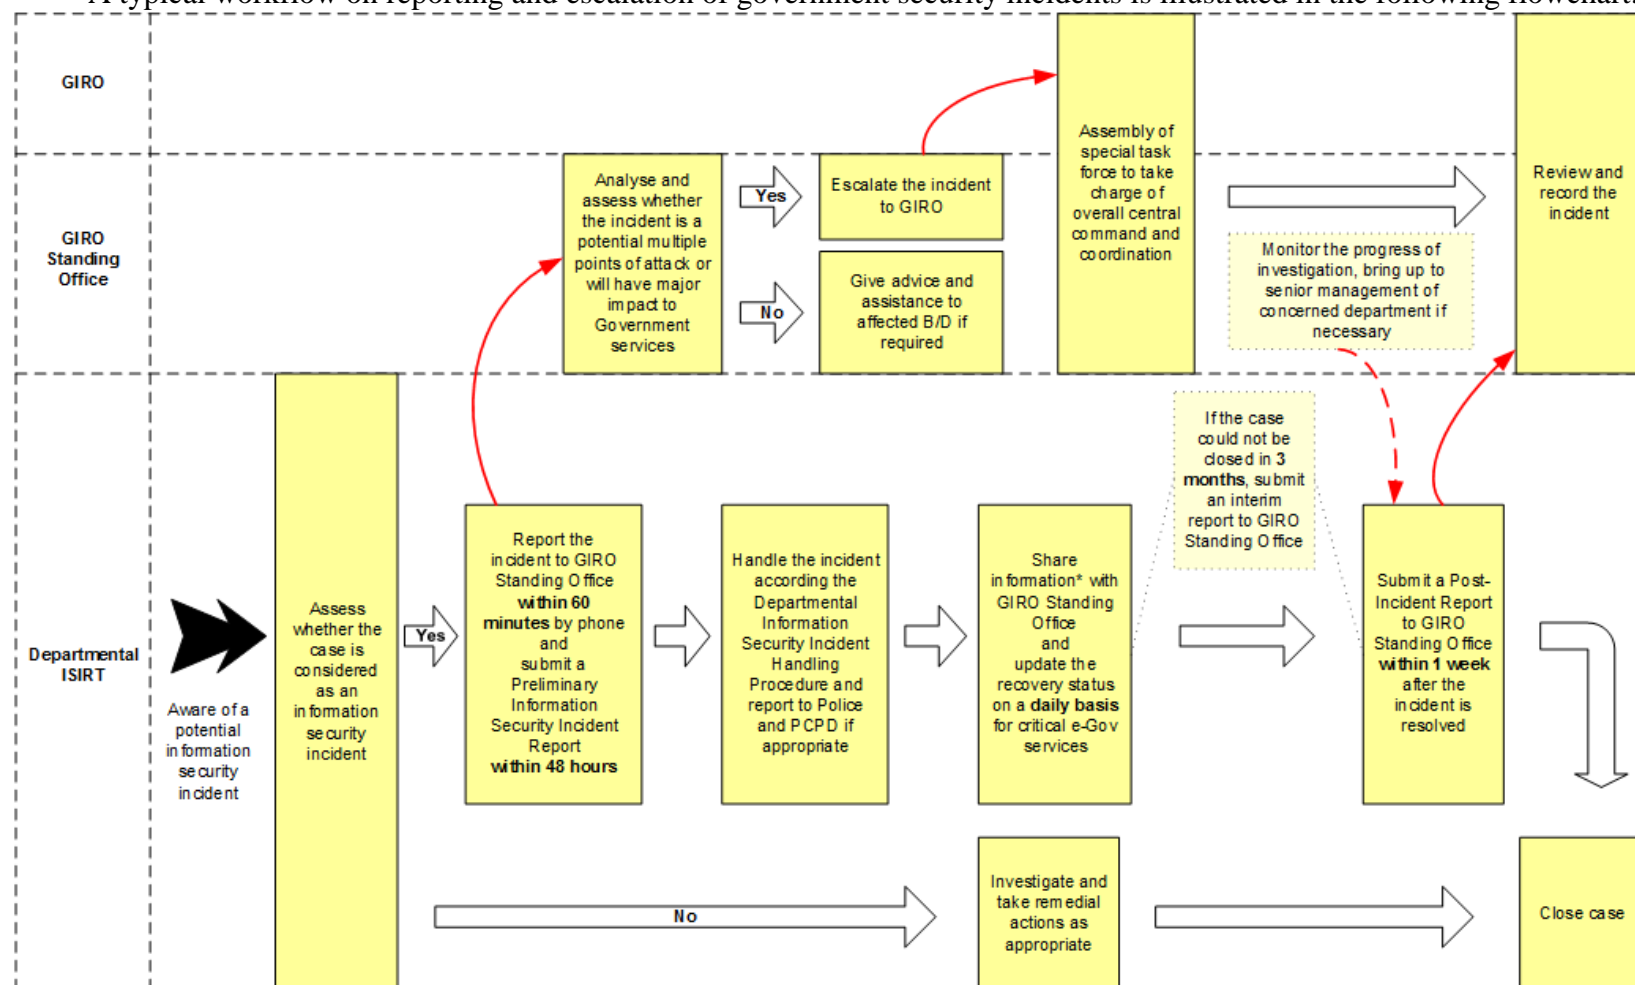 A typical workflow on reporting and escalation of government security incidents is illustrated in the following flowchart.
GIRO
GIRO
Standing
Office
Departmental
ISIRT
Aware of a
potential
information
security
incident
Assess
whether the
case is
considered
as an
information
security
incident
Yes
No
Report the
incident to GIRO
Standing Office
within 60
minutes by phone
and
submit a
Preliminary
Information
Security Incident
Report
within 48 hours
Analyse and
assess whether
the incident is a
potential multiple
points of attack or
will have major
impact to
Government
services
Yes
No
Escalate the incident
to GIRO
Give advice and
assistance to
affected B/D if
required
Assembly of
special task
force to take
charge of
overall central
command and
coordination
Monitor the progress of
investigation, bring up to
senior management of
concerned department if
necessary
Review and
record the
incident
Handle the incident
according the
Departmental
Information
Security Incident
Handling
Procedure and
report to Police
and PCPD if
appropriate
Share
information* with
GIRO Standing
Office
and
update the
recovery status
on a daily basis
for critical e-Gov
services
If the case
could not be
closed in 3
months, submit
an interim
report to GIRO
Standing Office
Submit a Post-
Incident Report
to GIRO
Standing Office
within 1 week
after the
incident is
resolved
Investigate and
take remedial
actions as
appropriate
Close case